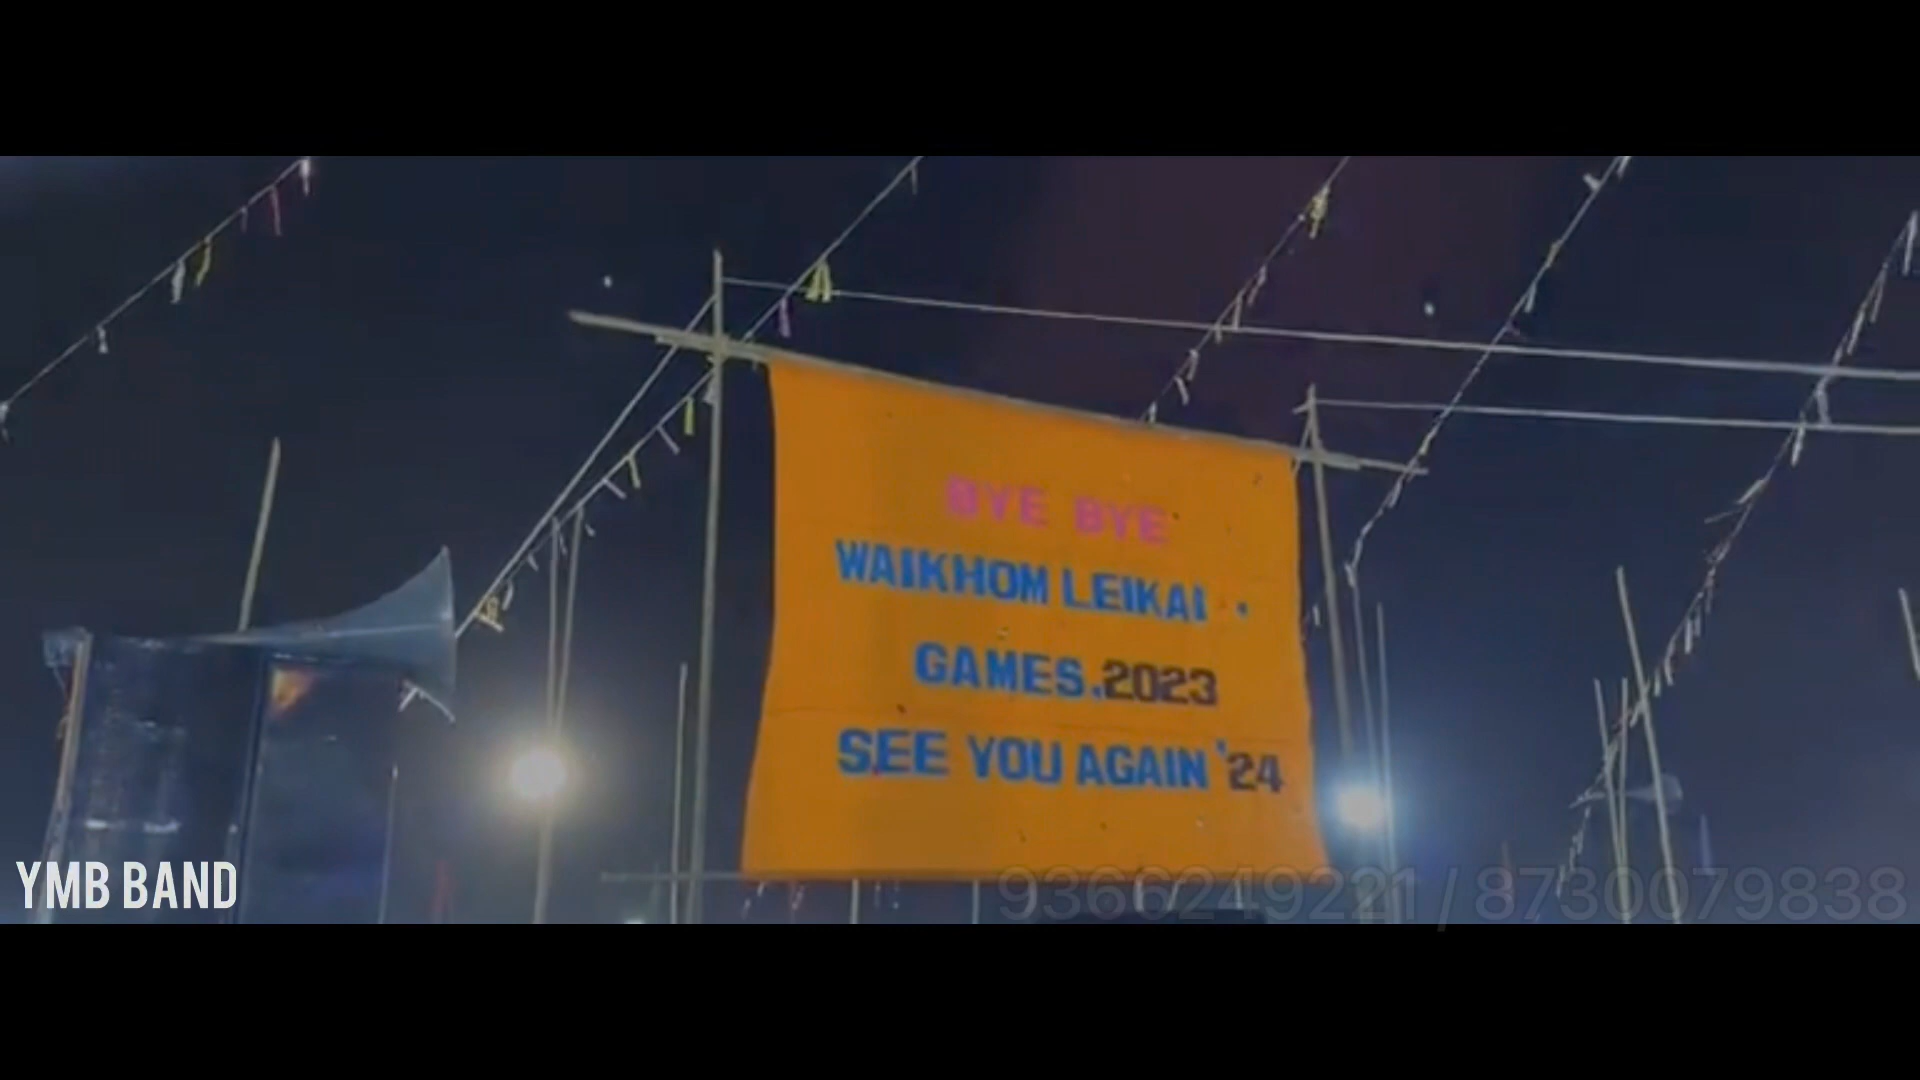 BYE BYE
WAIKHOM LEIKAI .
GAMES.2023
SEE YOU AGAIN '24
YMB BAND
9366249221 / 8730079838